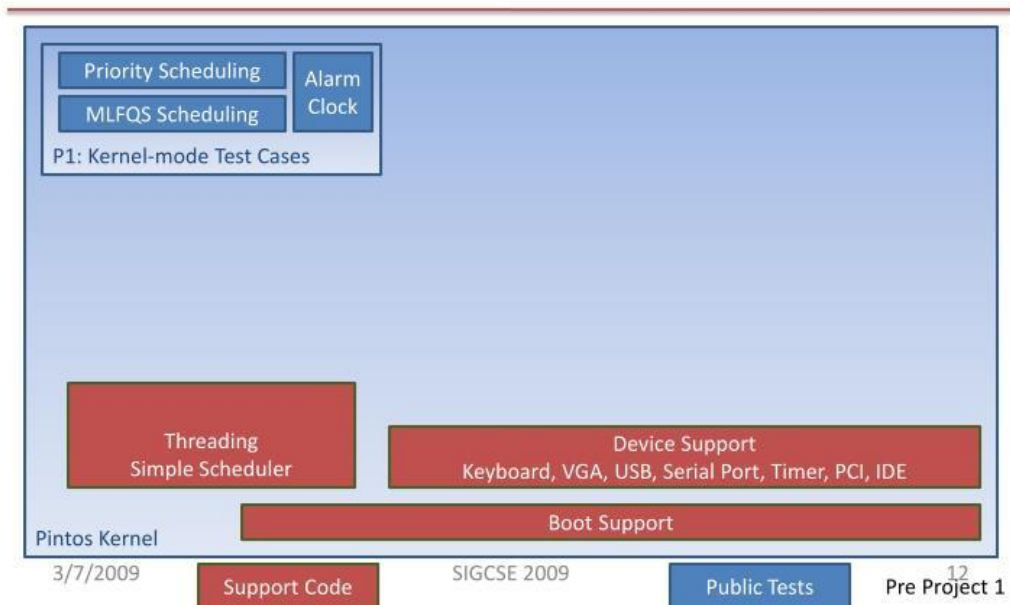 Priority Scheduling
MLFQS Scheduling
Alarm
Clock
P1: Kernel-mode Test Cases
Threading
Simple Scheduler
Device Support
Keyboard, VGA, USB, Serial Port, Timer, PCI, IDE
Boot Support
Pintos Kernel
3/7/2009
Support Code
SIGCSE 2009
Public Tests
12
Pre Project 1